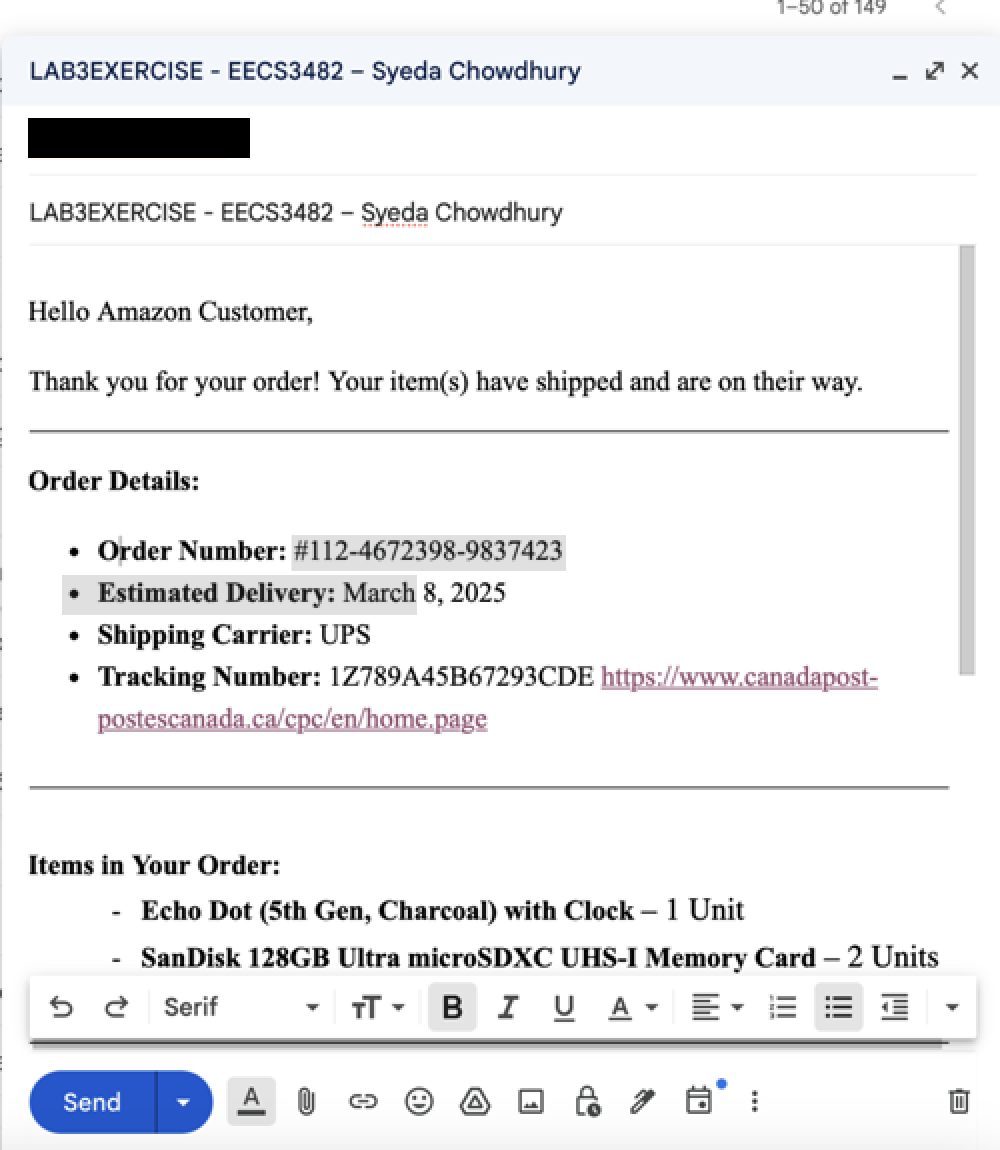 1–50 of 149
LAB3EXERCISE - EECS3482 – Syeda Chowdhury
LAB3EXERCISE - EECS3482 – Syeda Chowdhury
Hello Amazon Customer,
Thank you for your order! Your item(s) have shipped and are on their way.
Order Details:
• Order Number: #112-4672398-9837423
• Estimated Delivery: March 8, 2025
• Shipping Carrier: UPS
• Tracking Number: 1Z789A45B67293CDE https://www.canadapost-
postescanada.ca/cpc/en/home.page
Items in Your Order:
- Echo Dot (5th Gen, Charcoal) with Clock – 1 Unit
- SanDisk 128GB Ultra microSDXC UHS-I Memory Card – 2 Units
Serif
Send